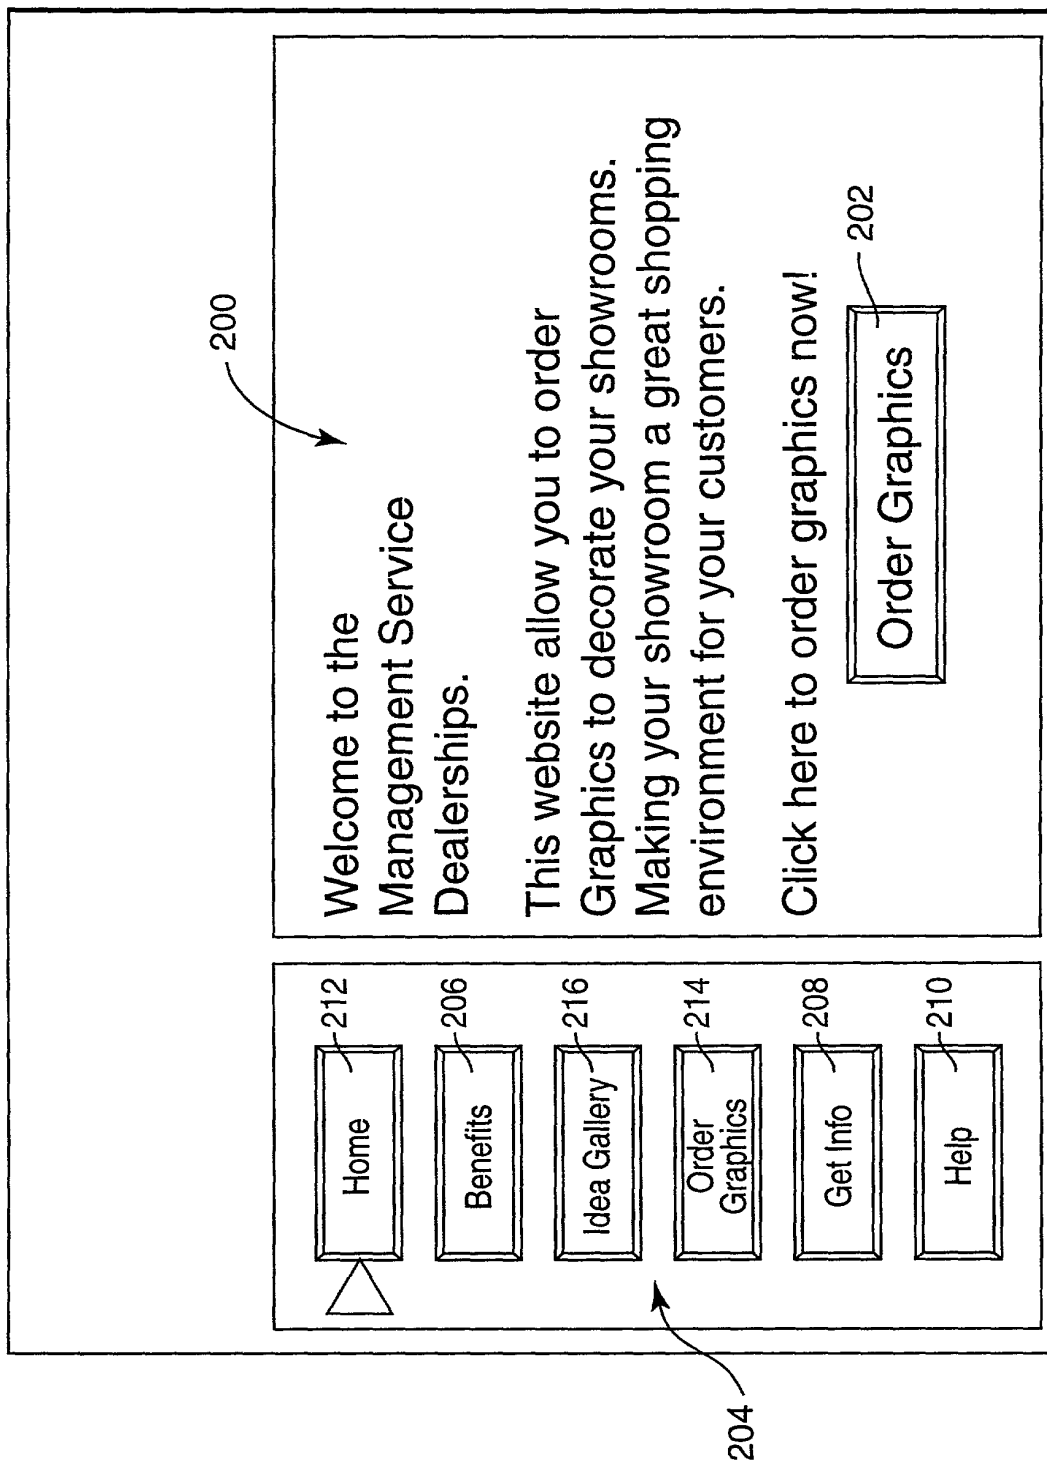 200
Welcome to the
Management Service
Dealerships.
This website allow you to order
Graphics to decorate your showrooms.
Making your showroom a great shopping
environment for your customers.
Click here to order graphics now!
Order Graphics
202
Home
212
Benefits
206
Idea Gallery
216
Order
Graphics
214
Get Info
208
Help
210
204